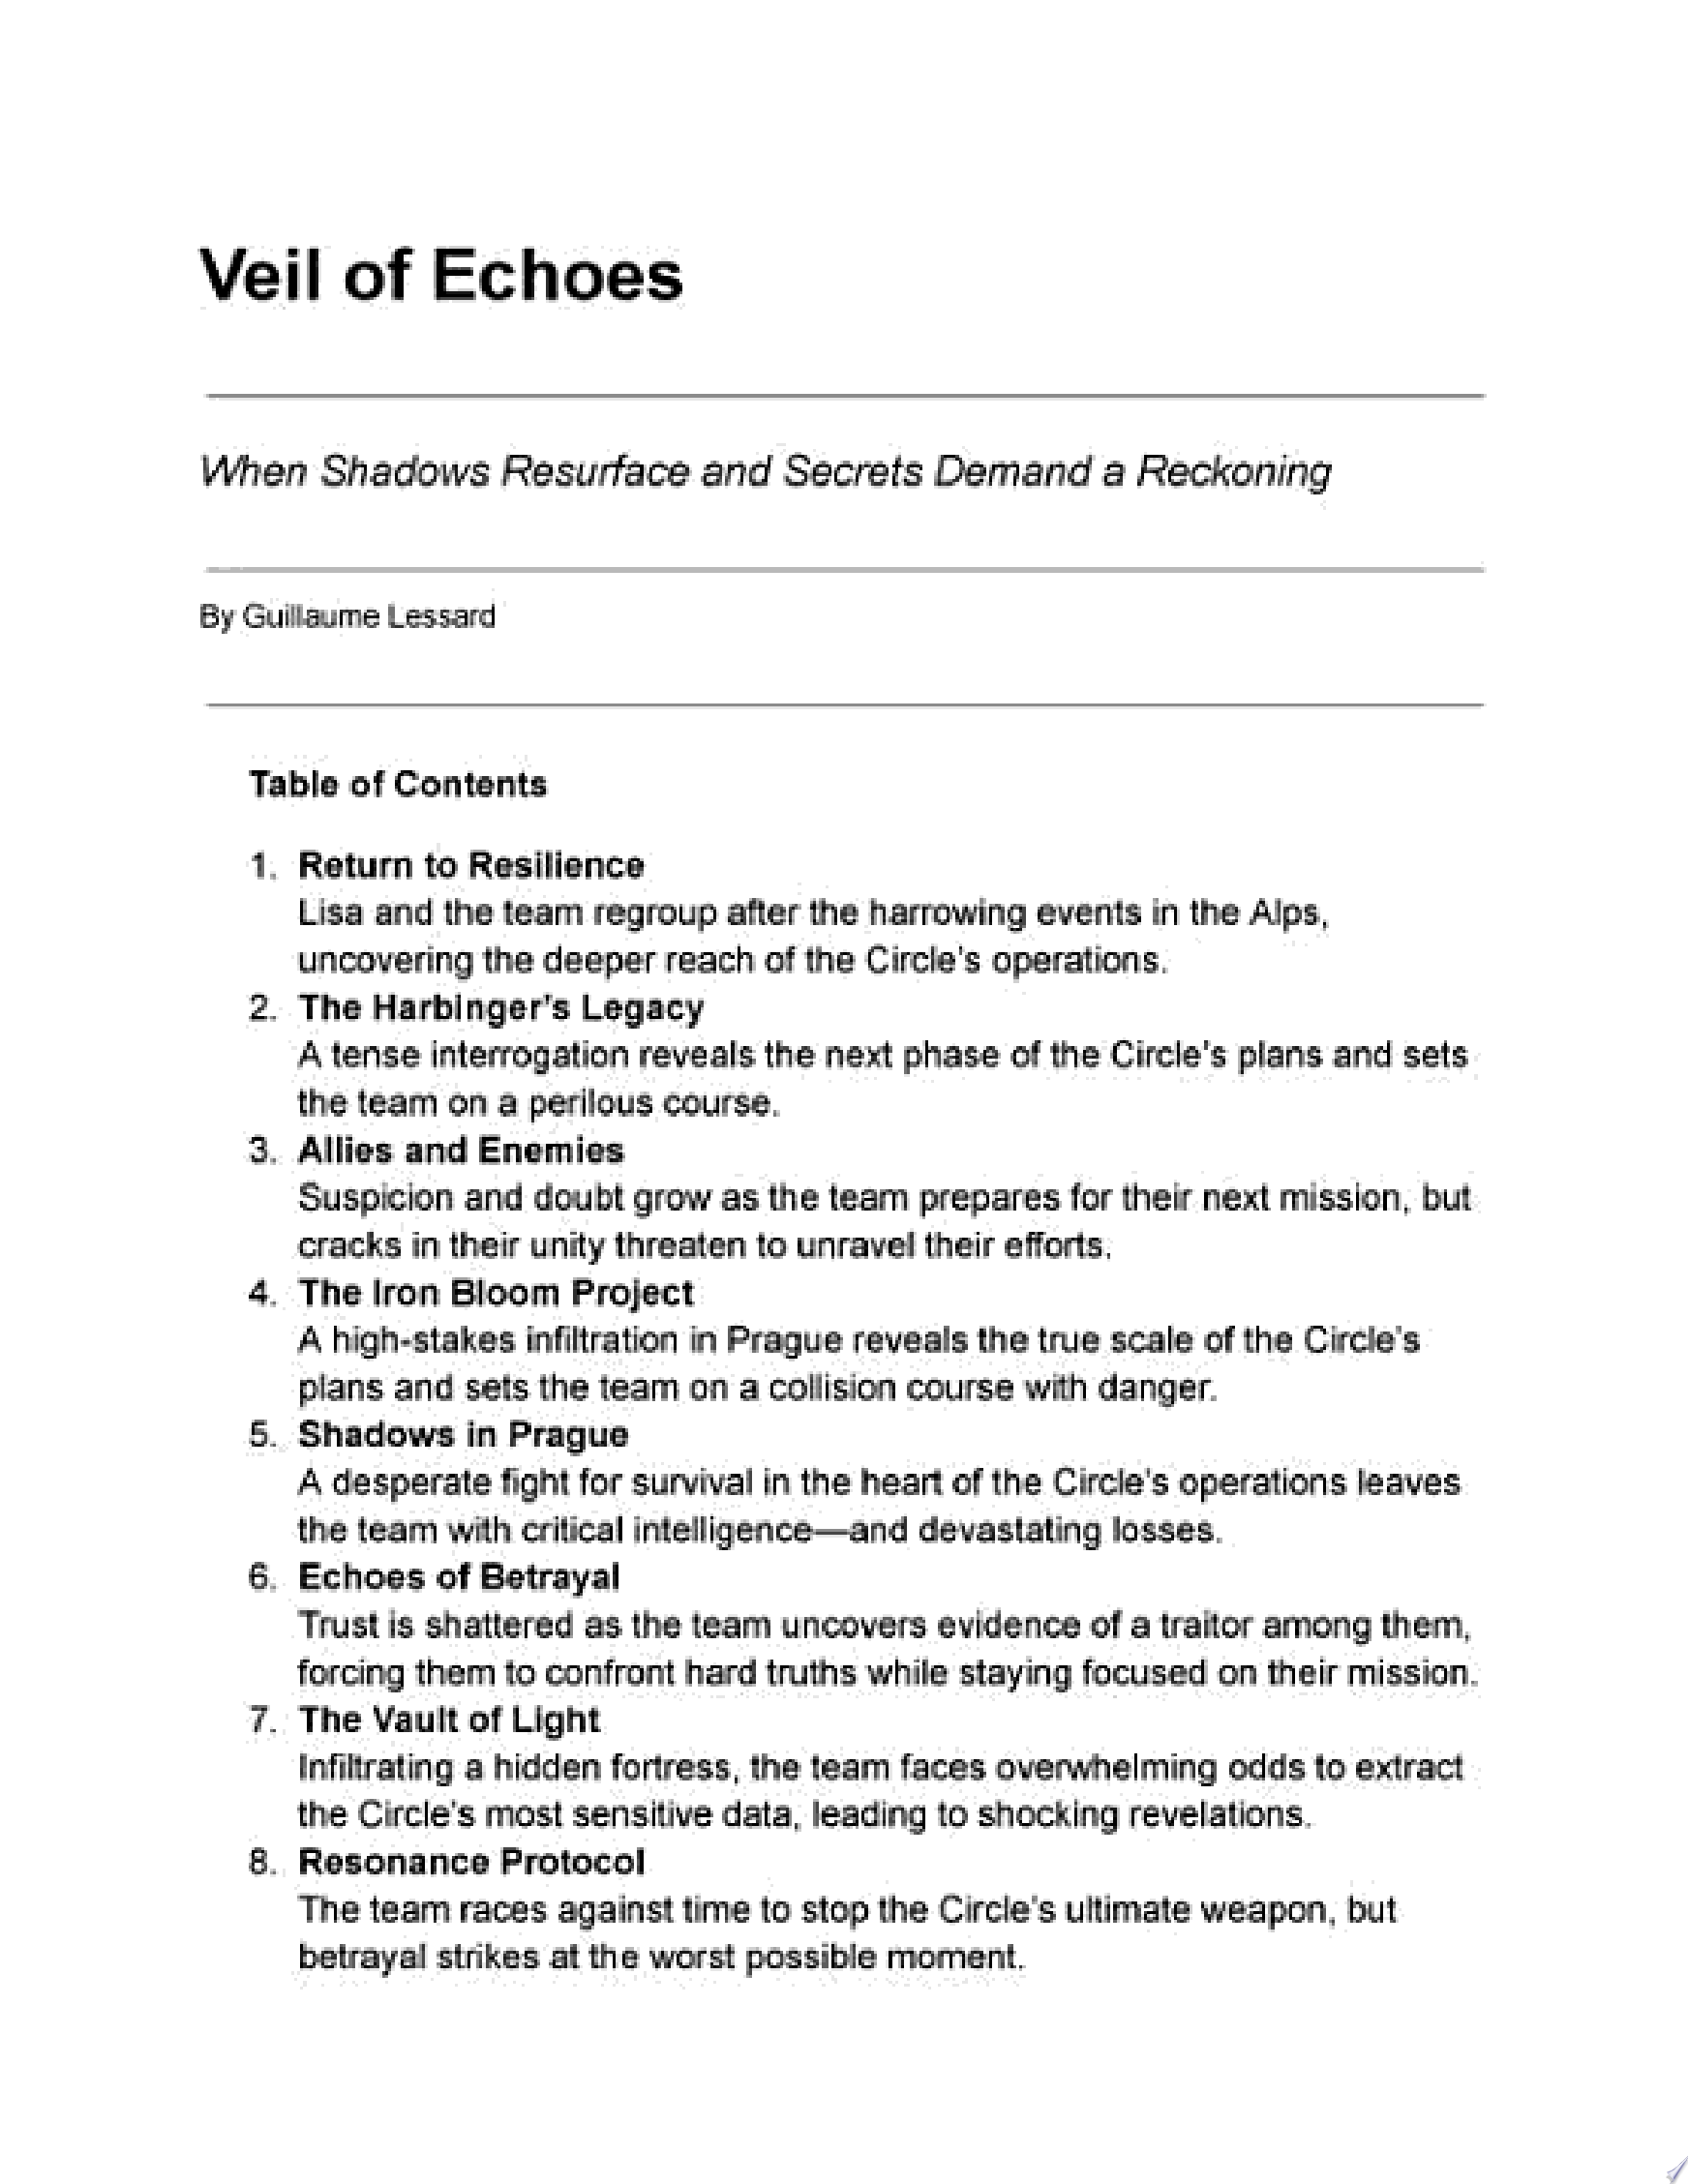 Veil of Echoes
When Shadows Resurface and Secrets Demand a Reckoning
By Guillaume Lessard
Table of Contents
1. Return to Resilience
Lisa and the team regroup after the harrowing events in the Alps,
uncovering the deeper reach of the Circle's operations.
2. The Harbinger's Legacy
A tense interrogation reveals the next phase of the Circle's plans and sets
the team on a perilous course.
3. Allies and Enemies
Suspicion and doubt grow as the team prepares for their next mission, but
cracks in their unity threaten to unravel their efforts.
4. The Iron Bloom Project
A high-stakes infiltration in Prague reveals the true scale of the Circle's
plans and sets the team on a collision course with danger.
5. Shadows in Prague
A desperate fight for survival in the heart of the Circle's operations leaves
the team with critical intelligence—and devastating losses.
6. Echoes of Betrayal
Trust is shattered as the team uncovers evidence of a traitor among them,
forcing them to confront hard truths while staying focused on their mission.
7. The Vault of Light
Infiltrating a hidden fortress, the team faces overwhelming odds to extract
the Circle's most sensitive data, leading to shocking revelations.
8. Resonance Protocol
The team races against time to stop the Circle's ultimate weapon, but
betrayal strikes at the worst possible moment.